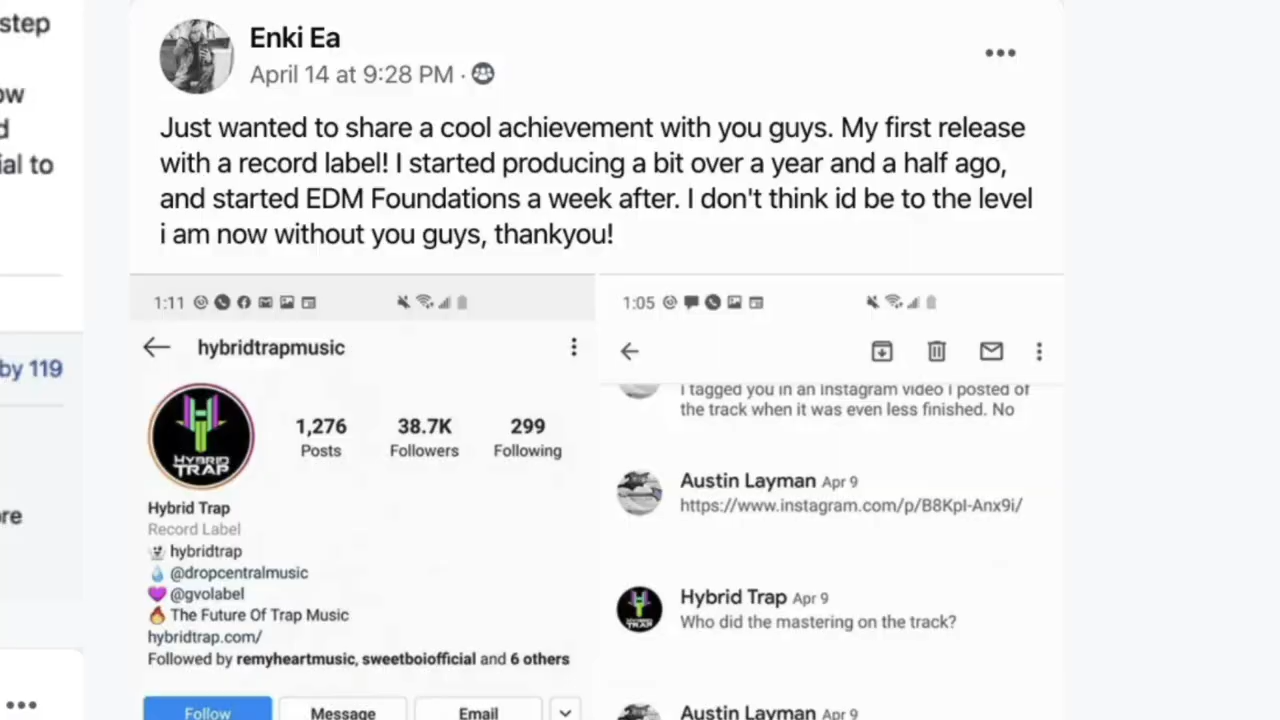 step
ow
d
ial to
by 119
ore
Enki Ea
April 14 at 9:28 PM ·
Just wanted to share a cool achievement with you guys. My first release
with a record label! I started producing a bit over a year and a half ago,
and started EDM Foundations a week after. I don't think id be to the level
i am now without you guys, thankyou!
1:11
hybridtrapmusic
HYBRID
TRAP
1,276 38.7K 299
Posts Followers Following
Hybrid Trap
Record Label
hybridtrap
@dropcentralmusic
@gvolabel
The Future Of Trap Music
hybridtrap.com/
Followed by remyheartmusic, sweetboiofficial and 6 others
Follow Message Email
1:05
I tagged you in an Instagram video I posted of
the track when it was even less finished. No
Austin Layman Apr 9
https://www.instagram.com/p/B8KpI-Anx9i/
HYBRID
TRAP
Hybrid Trap Apr 9
Who did the mastering on the track?
Austin Layman Apr 9